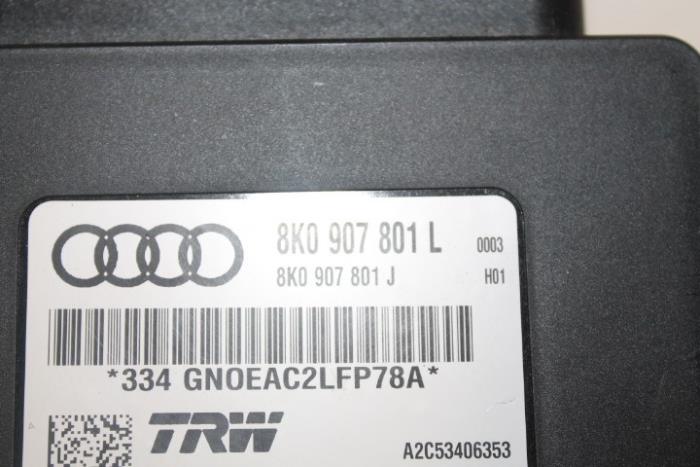 8K0 907 801 L 0003
8K0 907 801 J H01
*334 GNOEAC2LFP78A*
TRW A2C53406353